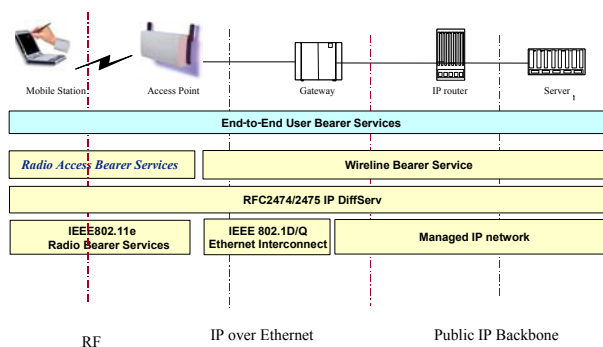 Mobile Station
Access Point
Gateway
IP router
Server 1
End-to-End User Bearer Services
Radio Access Bearer Services
Wireline Bearer Service
RFC2474/2475 IP DiffServ
IEEE802.11e
Radio Bearer Services
IEEE 802.1D/Q
Ethernet Interconnect
Managed IP network
RF
IP over Ethernet
Public IP Backbone